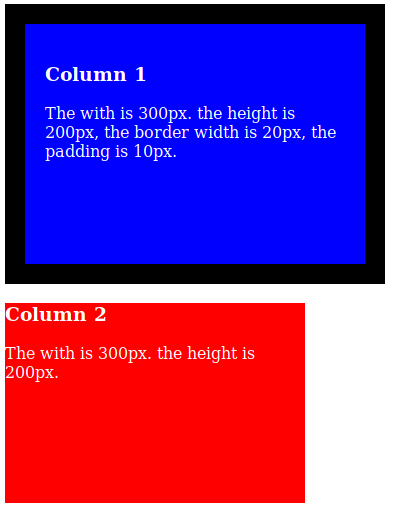 Column 1
The with is 300px. the height is
200px, the border width is 20px, the
padding is 10px.
Column 2
The with is 300px. the height is
200px.